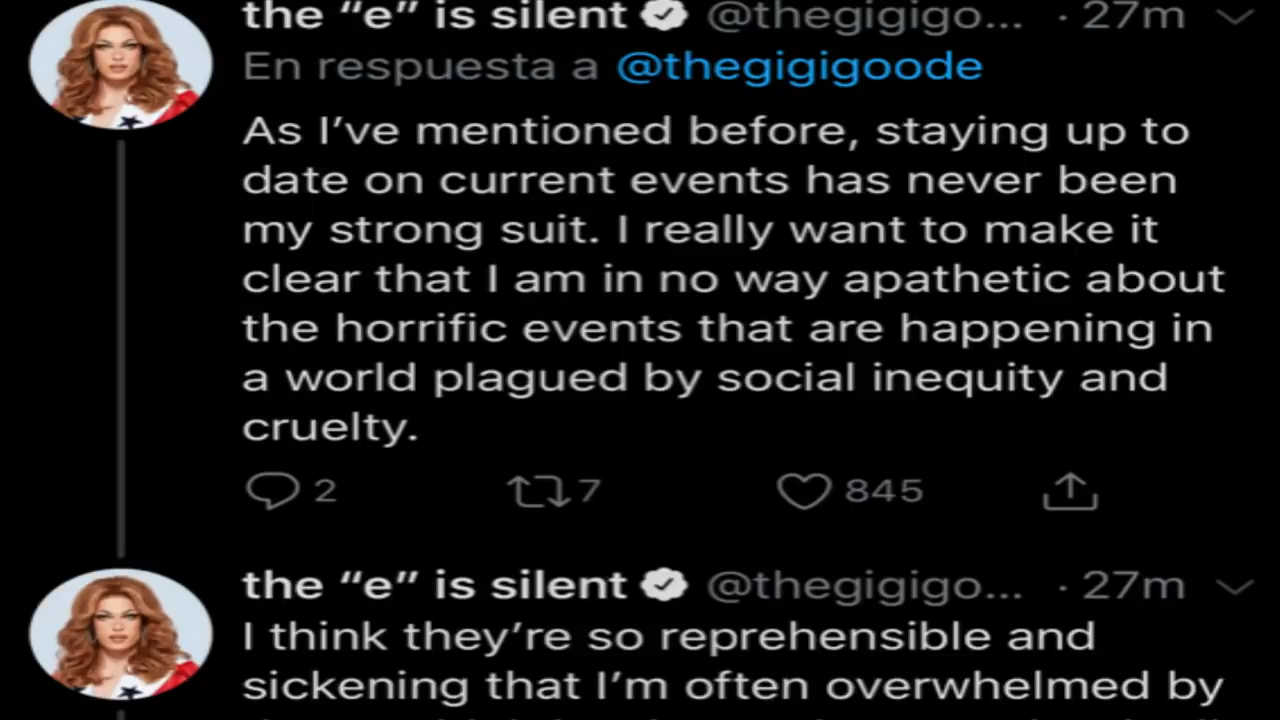 the “e” is silent @thegigigo... · 27m
En respuesta a @thegigigoode
As I’ve mentioned before, staying up to
date on current events has never been
my strong suit. I really want to make it
clear that I am in no way apathetic about
the horrific events that are happening in
a world plagued by social inequity and
cruelty.
2 7 845
the “e” is silent @thegigigo... · 27m
I think they’re so reprehensible and
sickening that I’m often overwhelmed by